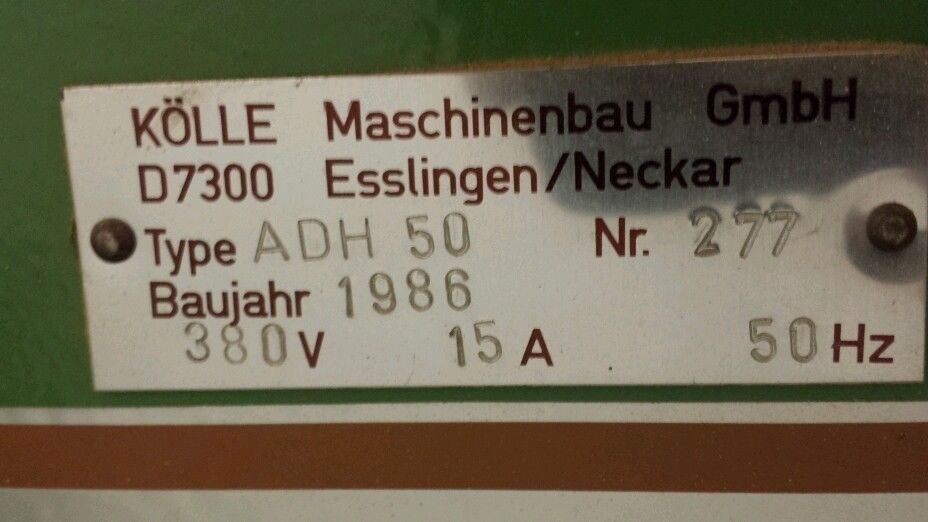 KÖLLE Maschinenbau GmbH
D7300 Esslingen/Neckar
Type ADH 50 Nr. 277
Baujahr 1986
380V 15A 50Hz